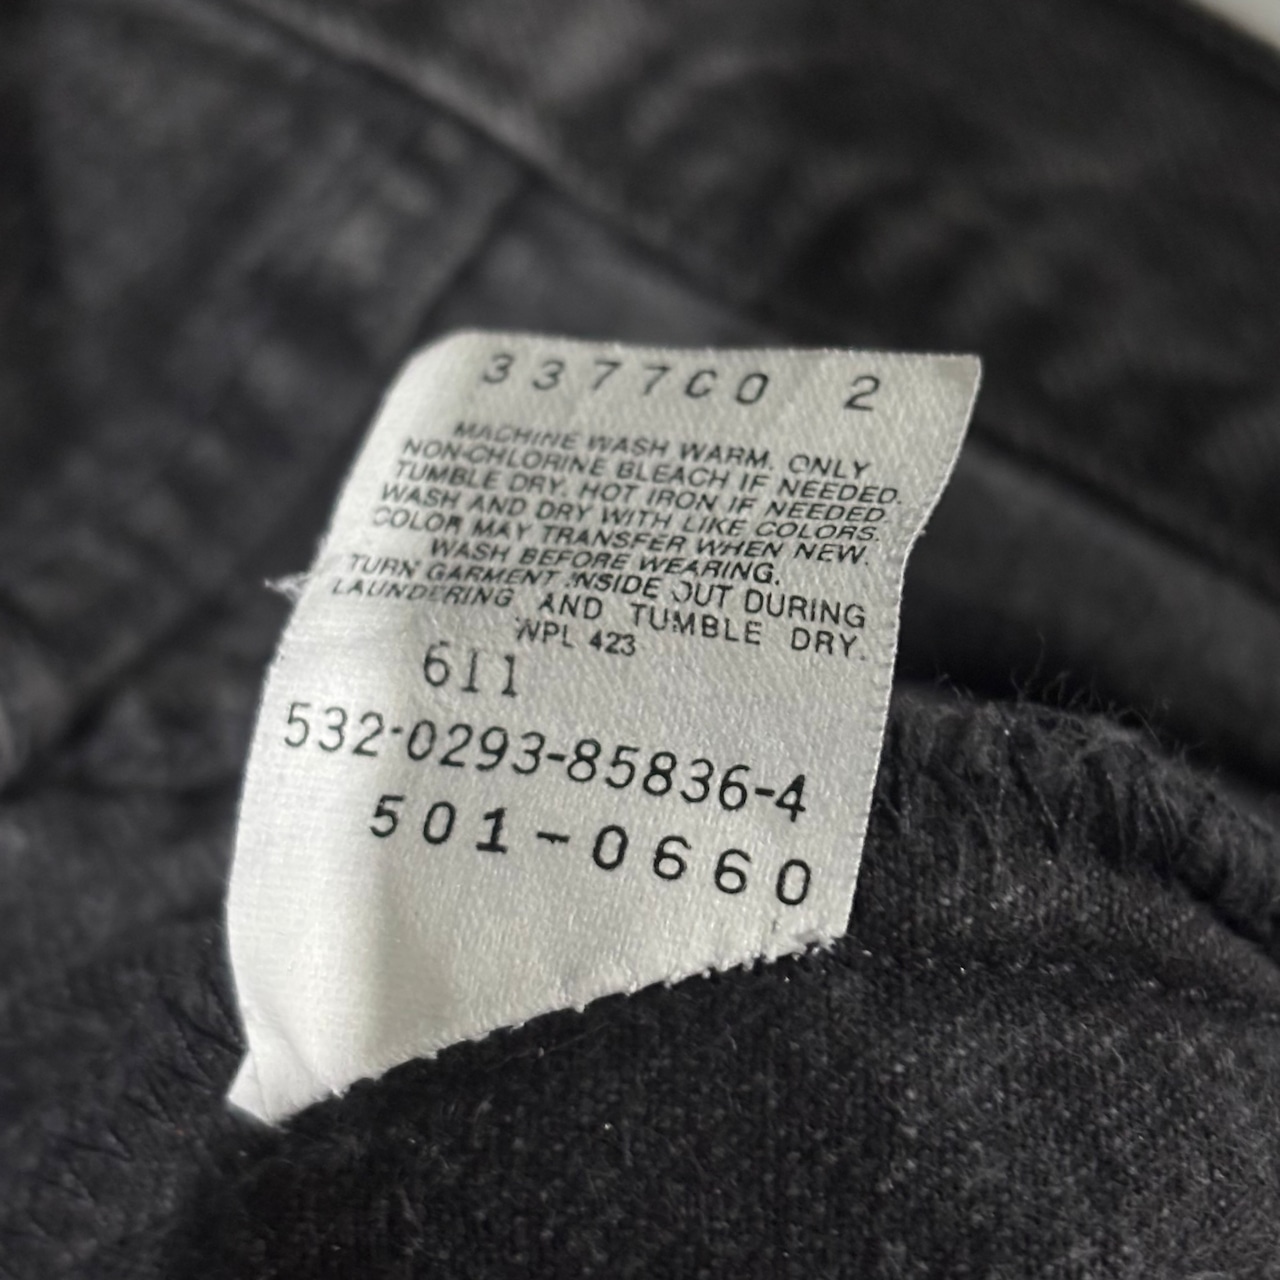 3377CO 2
MACHINE WASH WARM. ONLY
NON-CHLORINE BLEACH IF NEEDED.
TUMBLE DRY. HOT IRON IF NEEDED.
WASH AND DRY WITH LIKE COLORS.
COLOR MAY TRANSFER WHEN NEW.
WASH BEFORE WEARING.
TURN GARMENT INSIDE OUT DURING
LAUNDERING AND TUMBLE DRY.
WPL 423
611
532-0293-85836-4
501-0660